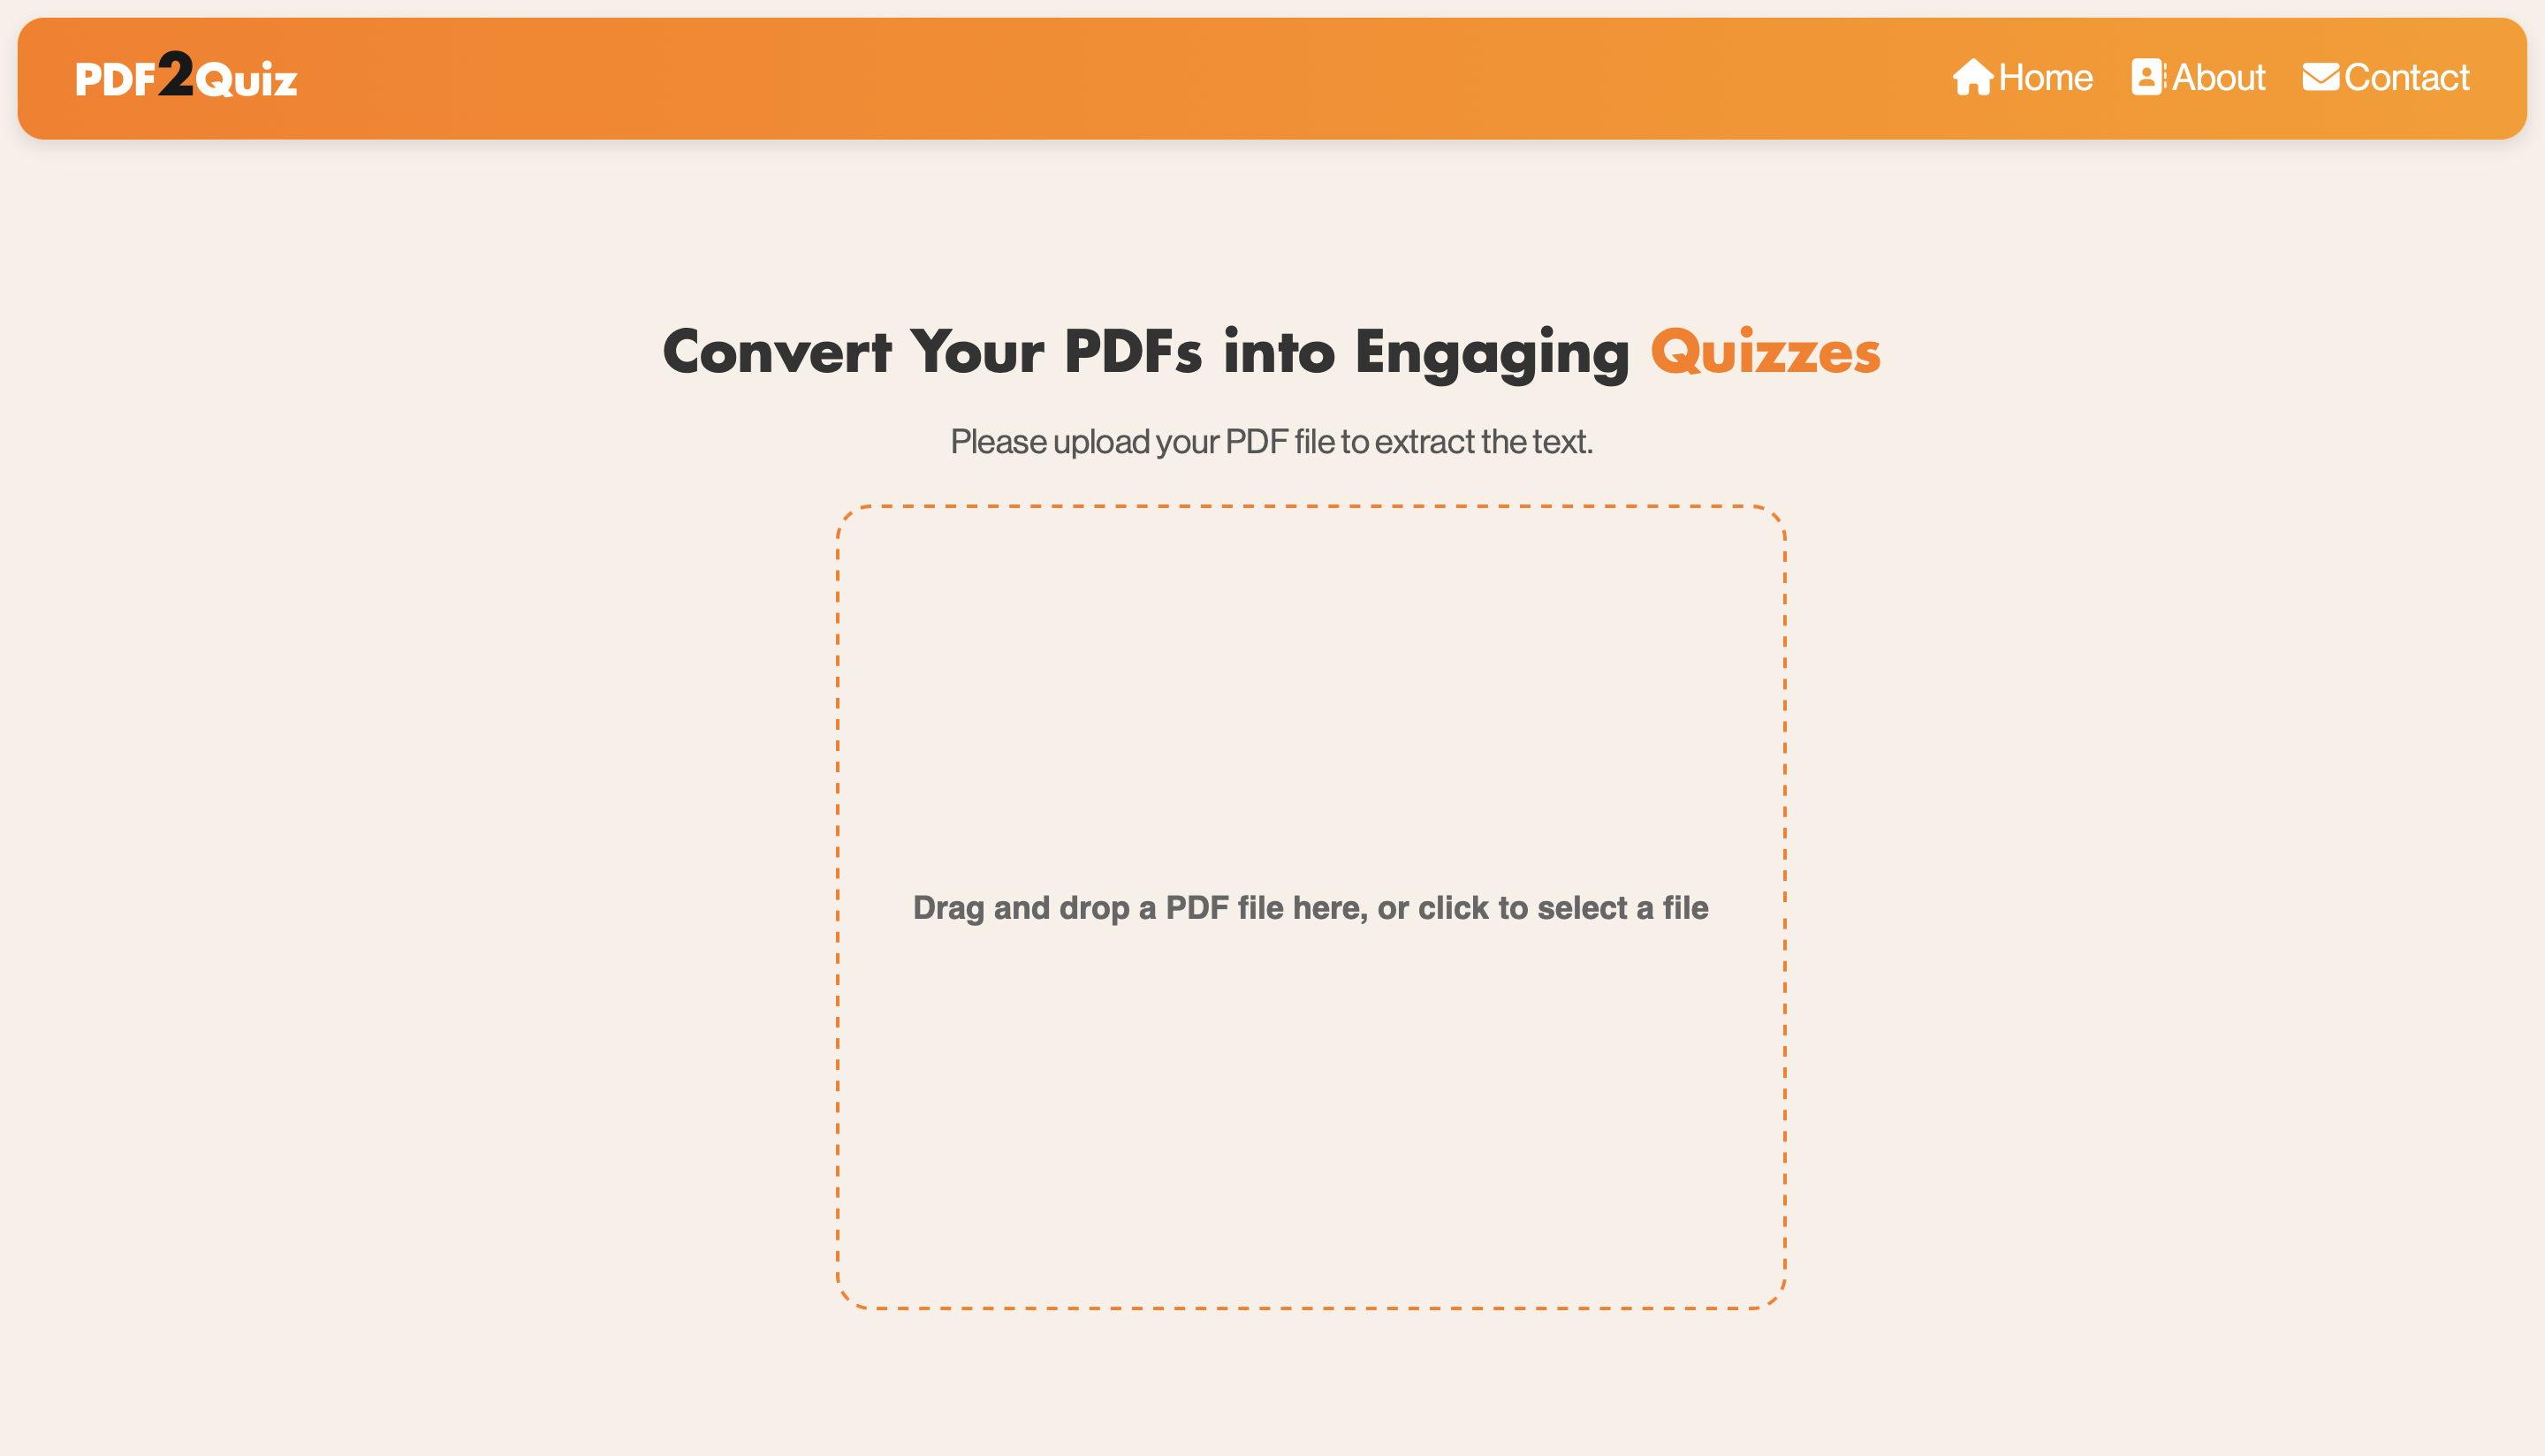 PDF2Quiz
Home About Contact
Convert Your PDFs into Engaging Quizzes
Please upload your PDF file to extract the text.
Drag and drop a PDF file here, or click to select a file